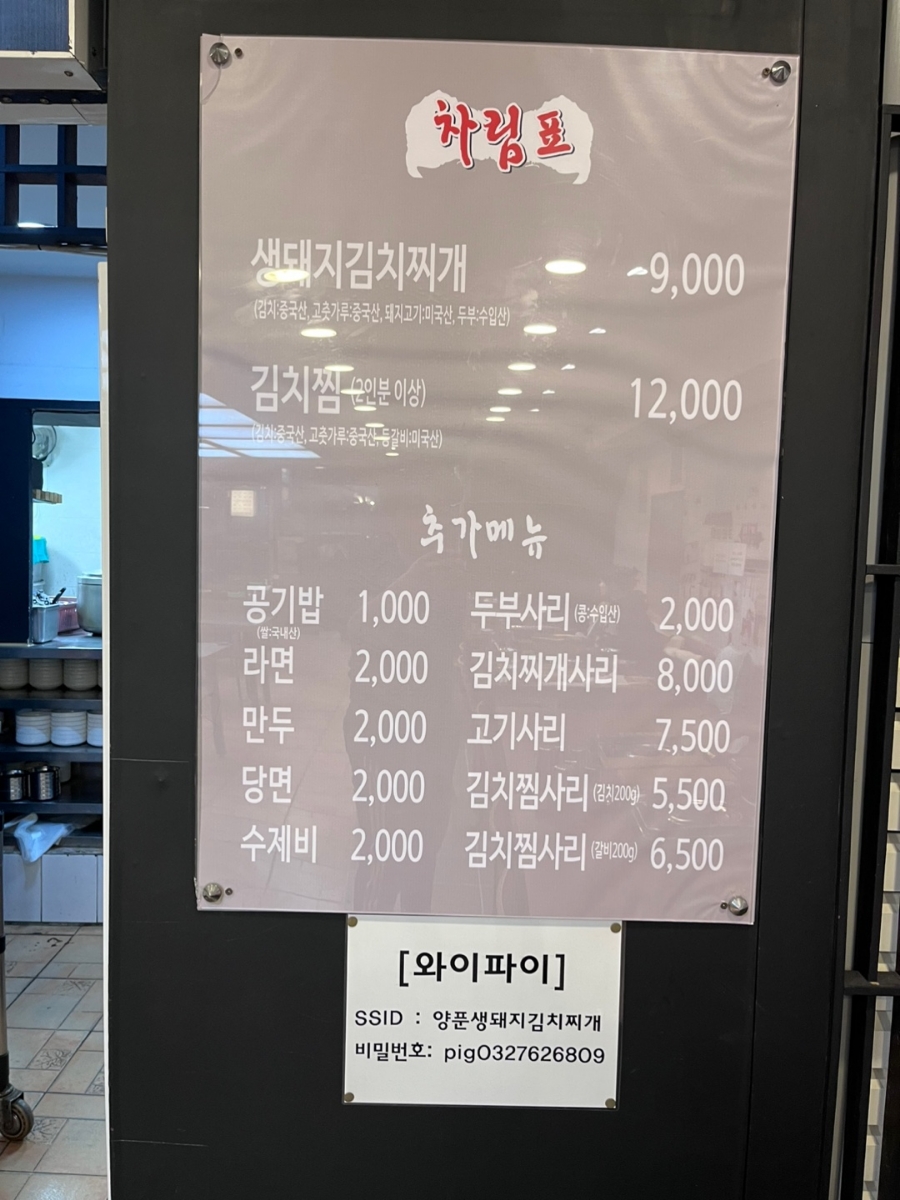 차림표
생돼지김치찌개 9,000
(김치:중국산, 고춧가루:중국산, 돼지고기:미국산, 두부:수입산)
김치찜 (2인분 이상) 12,000
(김치:중국산, 고춧가루:중국산, 등갈비:미국산)
추가메뉴
공기밥 1,000 두부사리 (콩:수입산) 2,000
(쌀:국내산)
라면 2,000 김치찌개사리 8,000
만두 2,000 고기사리 7,500
당면 2,000 김치찜사리 (김치200g) 5,500
수제비 2,000 김치찜사리 (갈비200g) 6,500
[와이파이]
SSID : 양푼생돼지김치찌개
비밀번호: pig0327626809